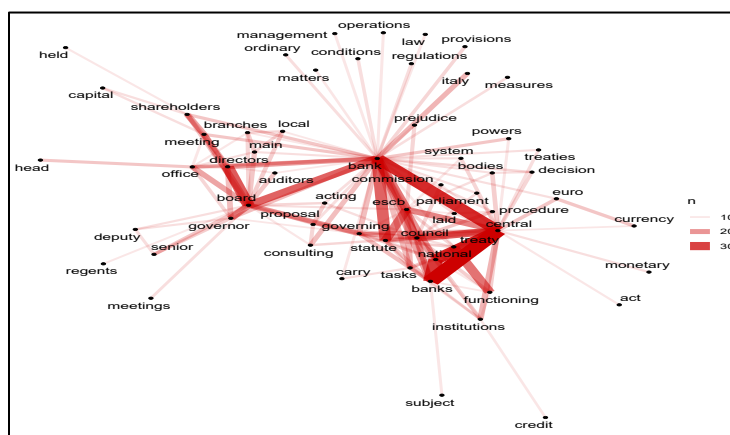 operations
management
law
provisions
held
ordinary
conditions
regulations
matters
italy
measures
capital
shareholders
branches
local
prejudice
meeting
main
powers
head
office
directors
bank
system
treaties
auditors
commission
bodies
decision
board
acting
escb
parliament
euro
proposal
laid
procedure
deputy
governor
governing
council
central
currency
senior
consulting
statute
treaty
regents
national
tasks
monetary
meetings
carry
banks
functioning
act
institutions
subject
credit
n
10
20
30